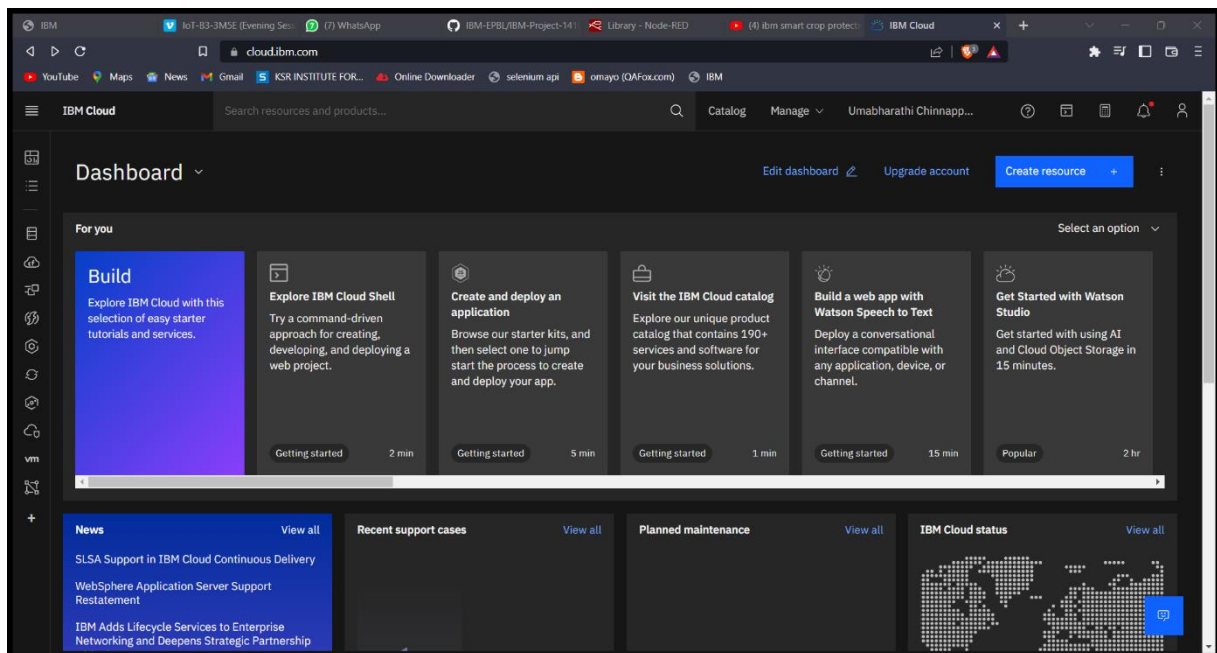 IBM
IoT-B3-3M5E (Evening Ses
(7) WhatsApp
IBM-EPBL/IBM-Project-141
Library - Node-RED
(4) ibm smart crop protect
IBM Cloud
cloud.ibm.com
YouTube
Maps
News
Gmail
KSR INSTITUTE FOR...
Online Downloader
selenium api
omayo (QAFox.com)
IBM
IBM Cloud
Search resources and products...
Catalog
Manage
Umabharathi Chinnapp...
Dashboard
Edit dashboard
Upgrade account
Create resource +
For you
Select an option
Build
Explore IBM Cloud with this
selection of easy starter
tutorials and services.
Explore IBM Cloud Shell
Try a command-driven
approach for creating,
developing, and deploying a
web project.
Getting started
2 min
Create and deploy an
application
Browse our starter kits, and
then select one to jump
start the process to create
and deploy your app.
Getting started
5 min
Visit the IBM Cloud catalog
Explore our unique product
catalog that contains 190+
services and software for
your business solutions.
Getting started
1 min
Build a web app with
Watson Speech to Text
Deploy a conversational
interface compatible with
any application, device, or
channel.
Getting started
15 min
Get Started with Watson
Studio
Get started with using AI
and Cloud Object Storage in
15 minutes.
Popular
2 hr
vm
News
View all
SLSA Support in IBM Cloud Continuous Delivery
WebSphere Application Server Support
Restatement
IBM Adds Lifecycle Services to Enterprise
Networking and Deepens Strategic Partnership
Recent support cases
View all
Planned maintenance
View all
IBM Cloud status
View all